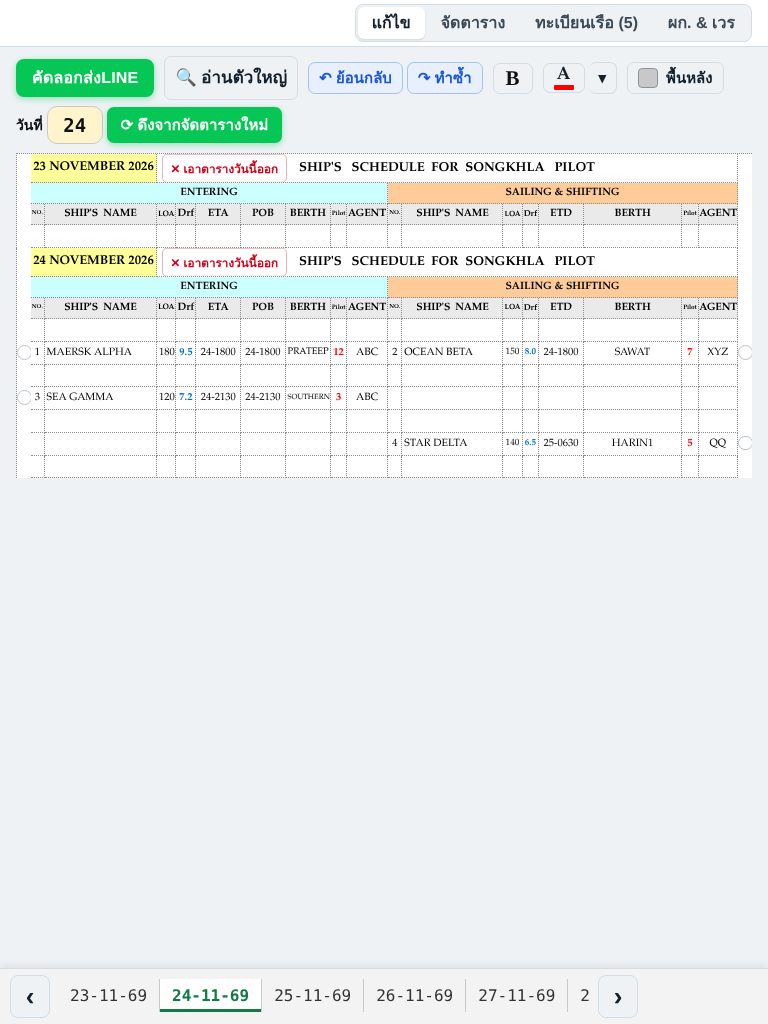 แก้ไข จัดตาราง ทะเบียนเรือ (5) ผก. & เวร
คัดลอกส่งLINE 🔍 อ่านตัวใหญ่ ↶ ย้อนกลับ ↷ ทำซ้ำ B A ▼ พื้นหลัง
วันที่ 24 ⟳ ดึงจากจัดตารางใหม่
23 NOVEMBER 2026 ✕ เอาตารางวันนี้ออก SHIP'S SCHEDULE FOR SONGKHLA PILOT
ENTERING SAILING & SHIFTING
NO. SHIP'S NAME LOA Drf ETA POB BERTH Pilot AGENT NO. SHIP'S NAME LOA Drf ETD BERTH Pilot AGENT
24 NOVEMBER 2026 ✕ เอาตารางวันนี้ออก SHIP'S SCHEDULE FOR SONGKHLA PILOT
ENTERING SAILING & SHIFTING
NO. SHIP'S NAME LOA Drf ETA POB BERTH Pilot AGENT NO. SHIP'S NAME LOA Drf ETD BERTH Pilot AGENT
1 MAERSK ALPHA 180 9.5 24-1800 24-1800 PRATEEP 12 ABC 2 OCEAN BETA 150 8.0 24-1800 SAWAT 7 XYZ
3 SEA GAMMA 120 7.2 24-2130 24-2130 SOUTHERN 3 ABC
4 STAR DELTA 140 6.5 25-0630 HARIN1 5 QQ
‹ 23-11-69 24-11-69 25-11-69 26-11-69 27-11-69 2 ›